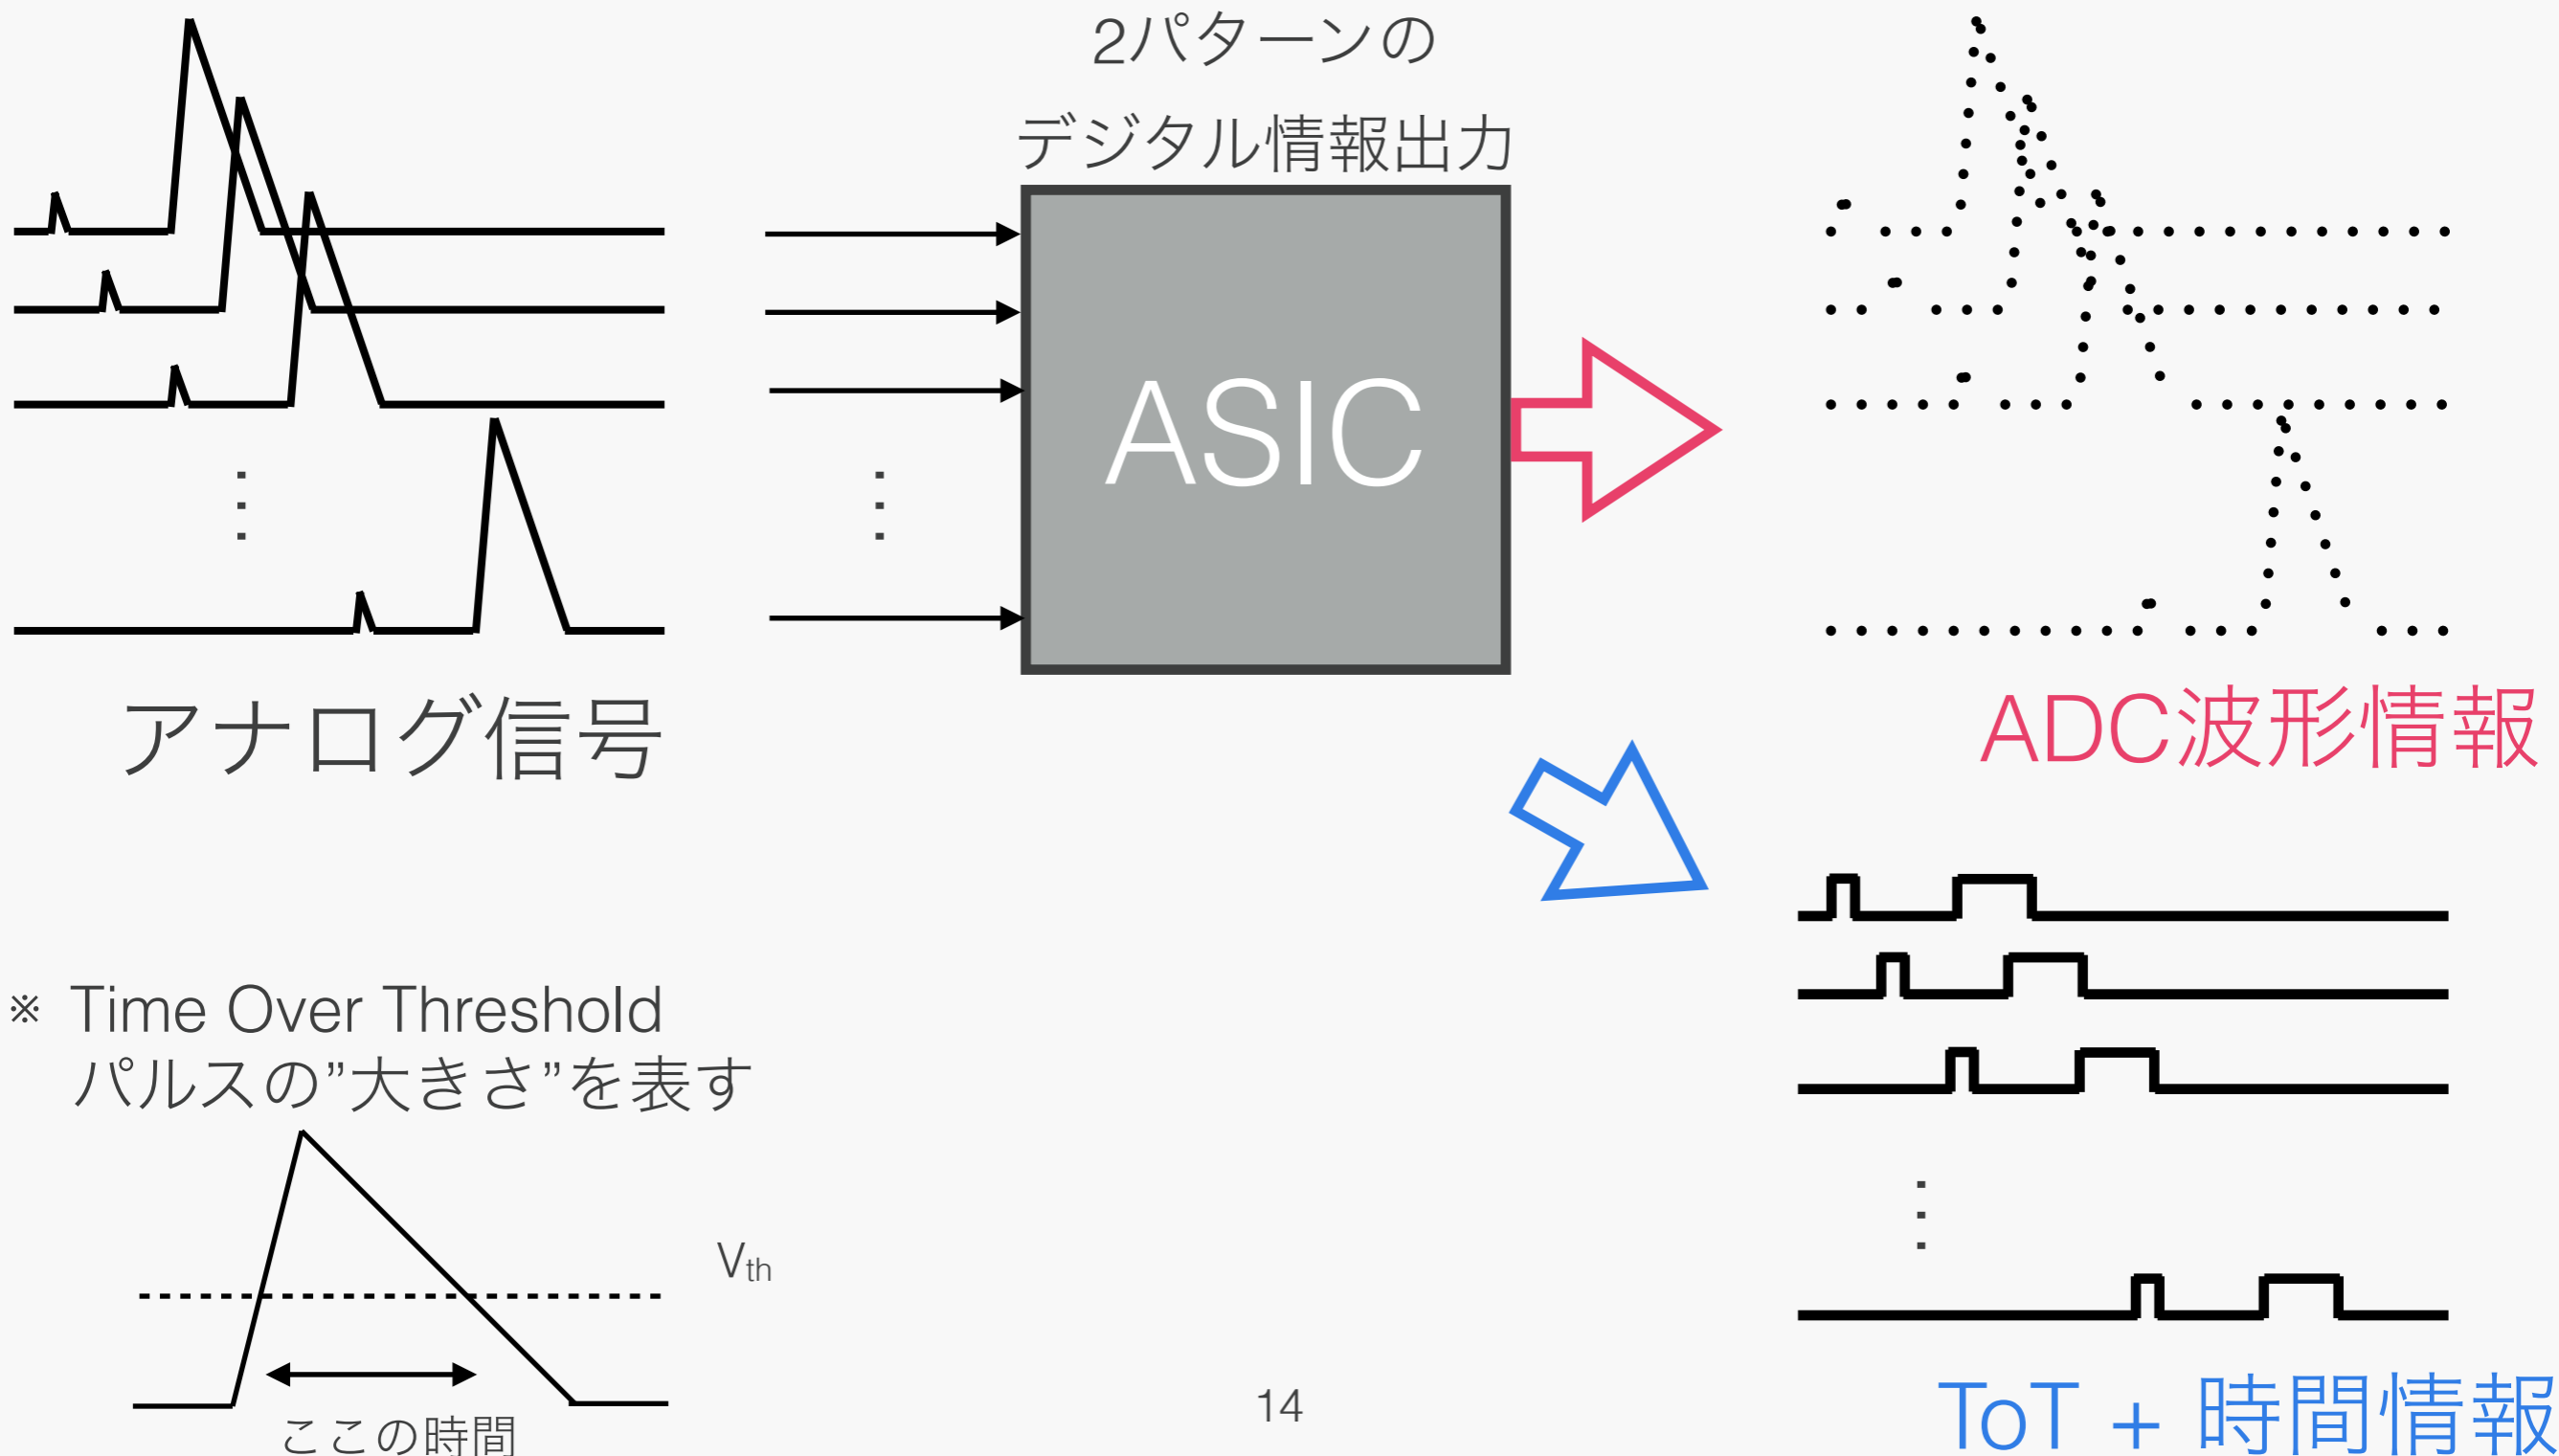 2パターンの
デジタル情報出力
ASIC
アナログ信号
ADC波形情報
※ Time Over Threshold
パルスの”大きさ”を表す
Vth
ここの時間
14
ToT + 時間情報